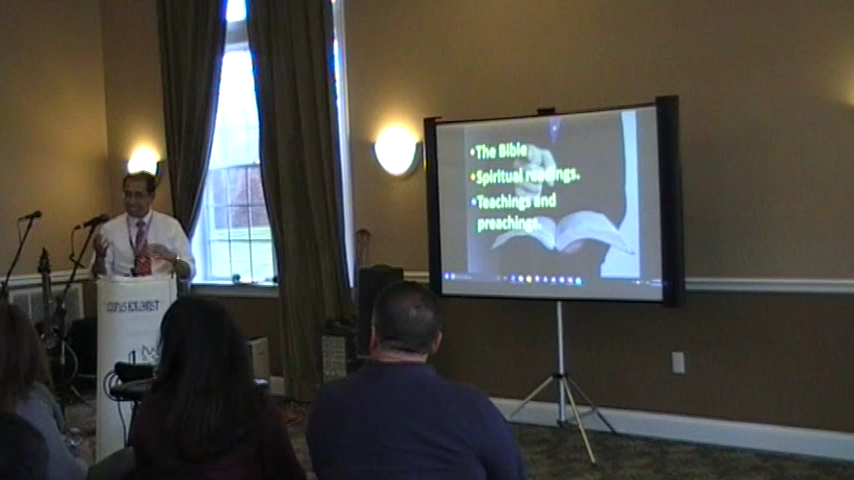 •The Bible
•Spiritual readings.
•Teachings and
preachings.